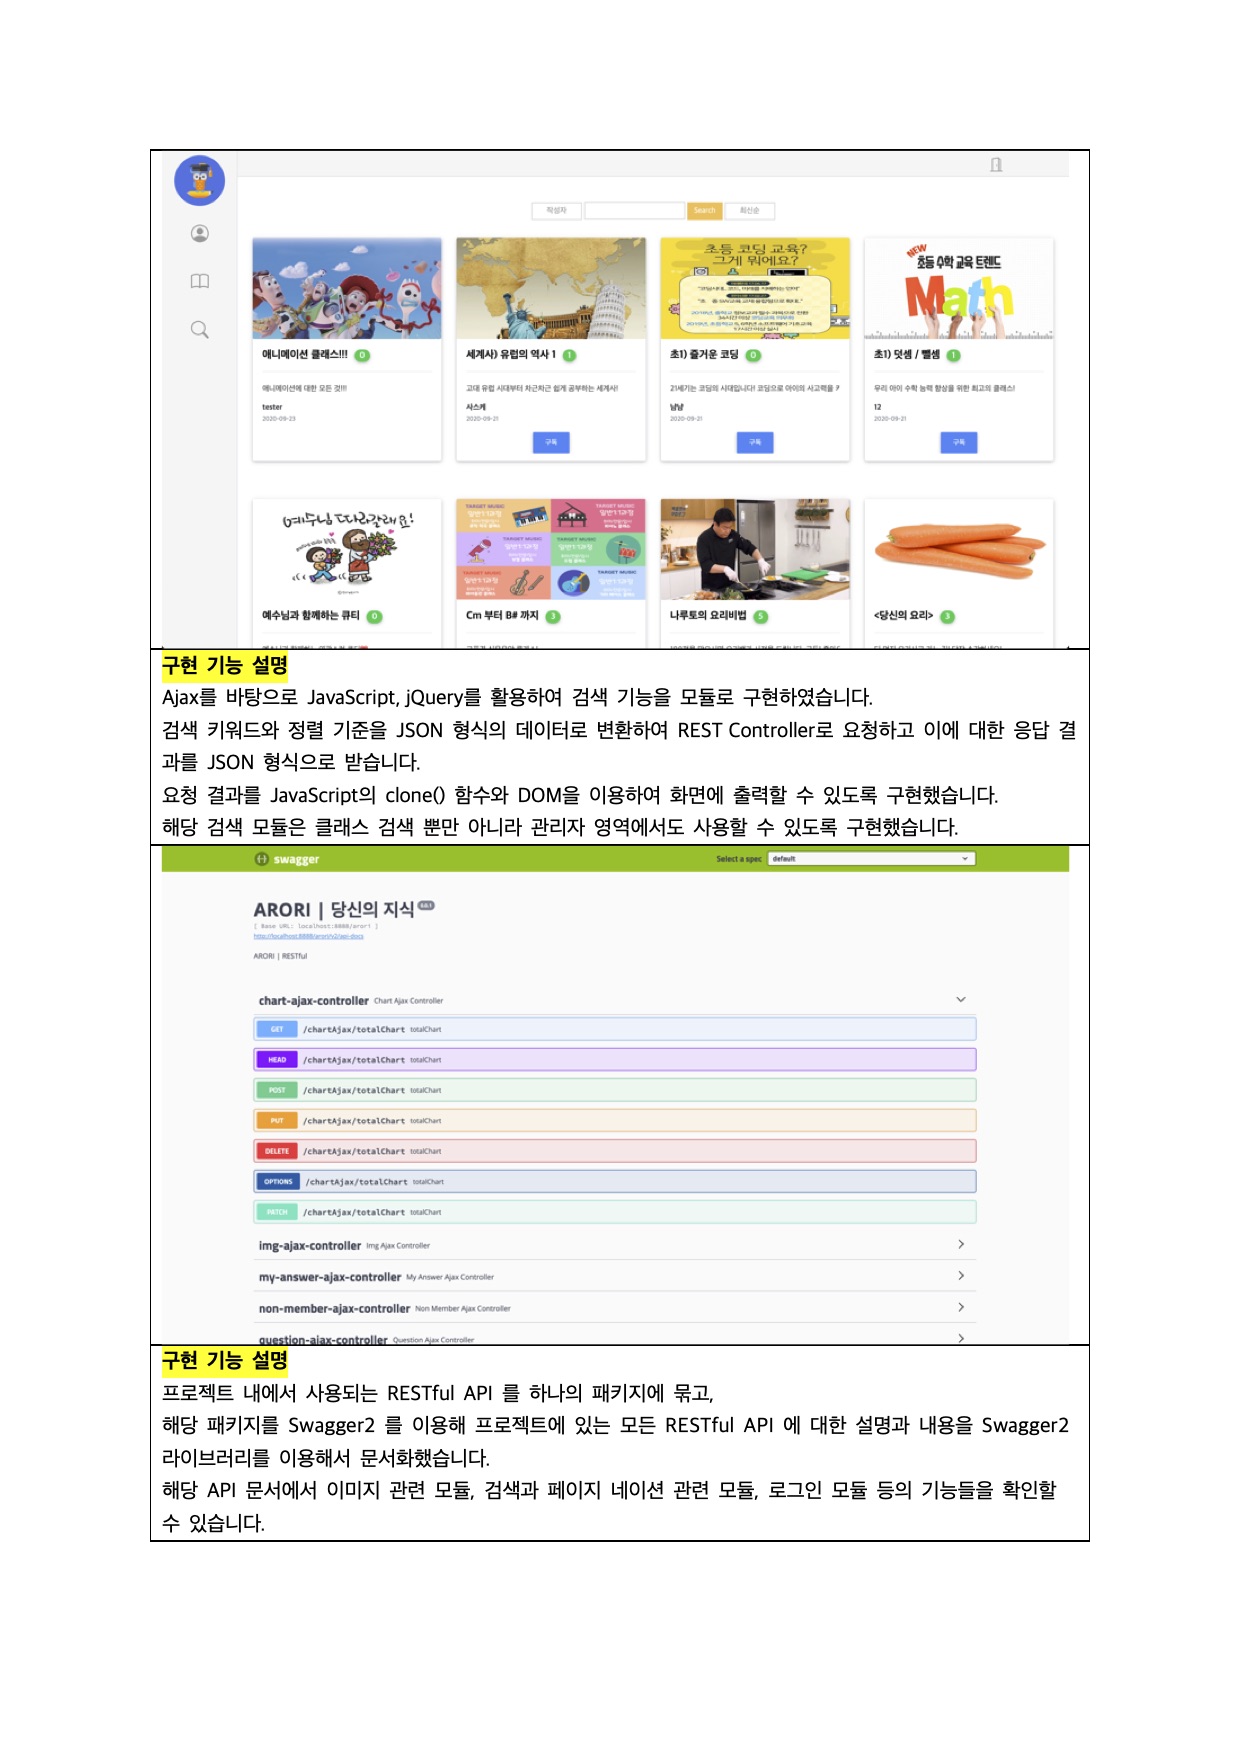 작성자 Search 최신순
초등 코딩 교육?
그게 뭐에요?
NEW
초등 수학 교육 트렌드
Math
애니메이션 클래스!!! 0
세계사) 유럽의 역사 1 1
초1) 즐거운 코딩 0
초1) 덧셈 / 뺄셈 1
애니메이션에 대한 모든 것!!!
고대 유럽 시대부터 차근차근 쉽게 공부하는 세계사!
21세기는 코딩의 시대입니다! 코딩으로 아이의 사고력을
우리 아이 수학 능력 향상을 위한 최고의 클래스!
tester
사스케
냠냠
12
2020-09-23
2020-09-21
2020-09-21
2020-09-21
구독
구독
구독
예수님 따라갈래요!
TARGET MUSIC TARGET MUSIC
TARGET MUSIC TARGET MUSIC
TARGET MUSIC TARGET MUSIC
예수님과 함께하는 큐티 0
Cm 부터 B# 까지 3
나루토의 요리비법 5
<당신의 요리> 3
구현 기능 설명
Ajax를 바탕으로 JavaScript, jQuery를 활용하여 검색 기능을 모듈로 구현하였습니다.
검색 키워드와 정렬 기준을 JSON 형식의 데이터로 변환하여 REST Controller로 요청하고 이에 대한 응답 결
과를 JSON 형식으로 받습니다.
요청 결과를 JavaScript의 clone() 함수와 DOM을 이용하여 화면에 출력할 수 있도록 구현했습니다.
해당 검색 모듈은 클래스 검색 뿐만 아니라 관리자 영역에서도 사용할 수 있도록 구현했습니다.
swagger Select a spec default
ARORI | 당신의 지식
[ Base URL: localhost:8888/arori ]
http://localhost:8888/arori/v2/api-docs
ARORI | RESTful
chart-ajax-controller Chart Ajax Controller
GET /chartAjax/totalChart totalChart
HEAD /chartAjax/totalChart totalChart
POST /chartAjax/totalChart totalChart
PUT /chartAjax/totalChart totalChart
DELETE /chartAjax/totalChart totalChart
OPTIONS /chartAjax/totalChart totalChart
PATCH /chartAjax/totalChart totalChart
img-ajax-controller Img Ajax Controller
my-answer-ajax-controller My Answer Ajax Controller
non-member-ajax-controller Non Member Ajax Controller
question-ajax-controller Question Ajax Controller
구현 기능 설명
프로젝트 내에서 사용되는 RESTful API 를 하나의 패키지에 묶고,
해당 패키지를 Swagger2 를 이용해 프로젝트에 있는 모든 RESTful API 에 대한 설명과 내용을 Swagger2
라이브러리를 이용해서 문서화했습니다.
해당 API 문서에서 이미지 관련 모듈, 검색과 페이지 네이션 관련 모듈, 로그인 모듈 등의 기능들을 확인할
수 있습니다.